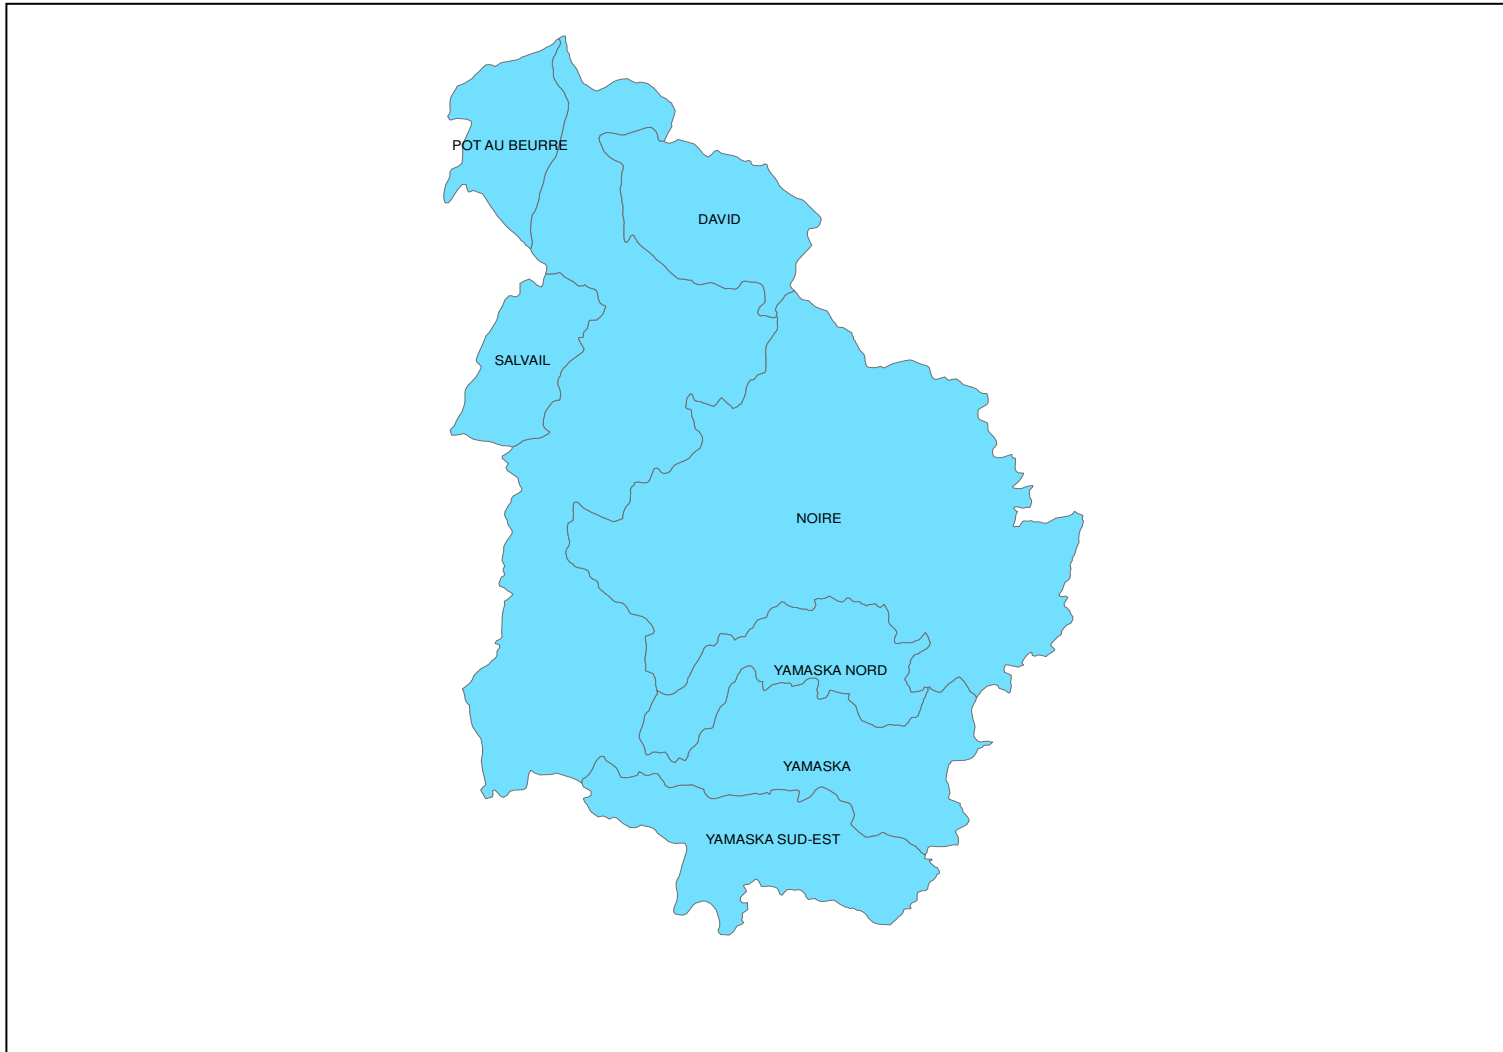 POT AU BEURRE
DAVID
SALVAIL
NOIRE
YAMASKA NORD
YAMASKA
YAMASKA SUD-EST